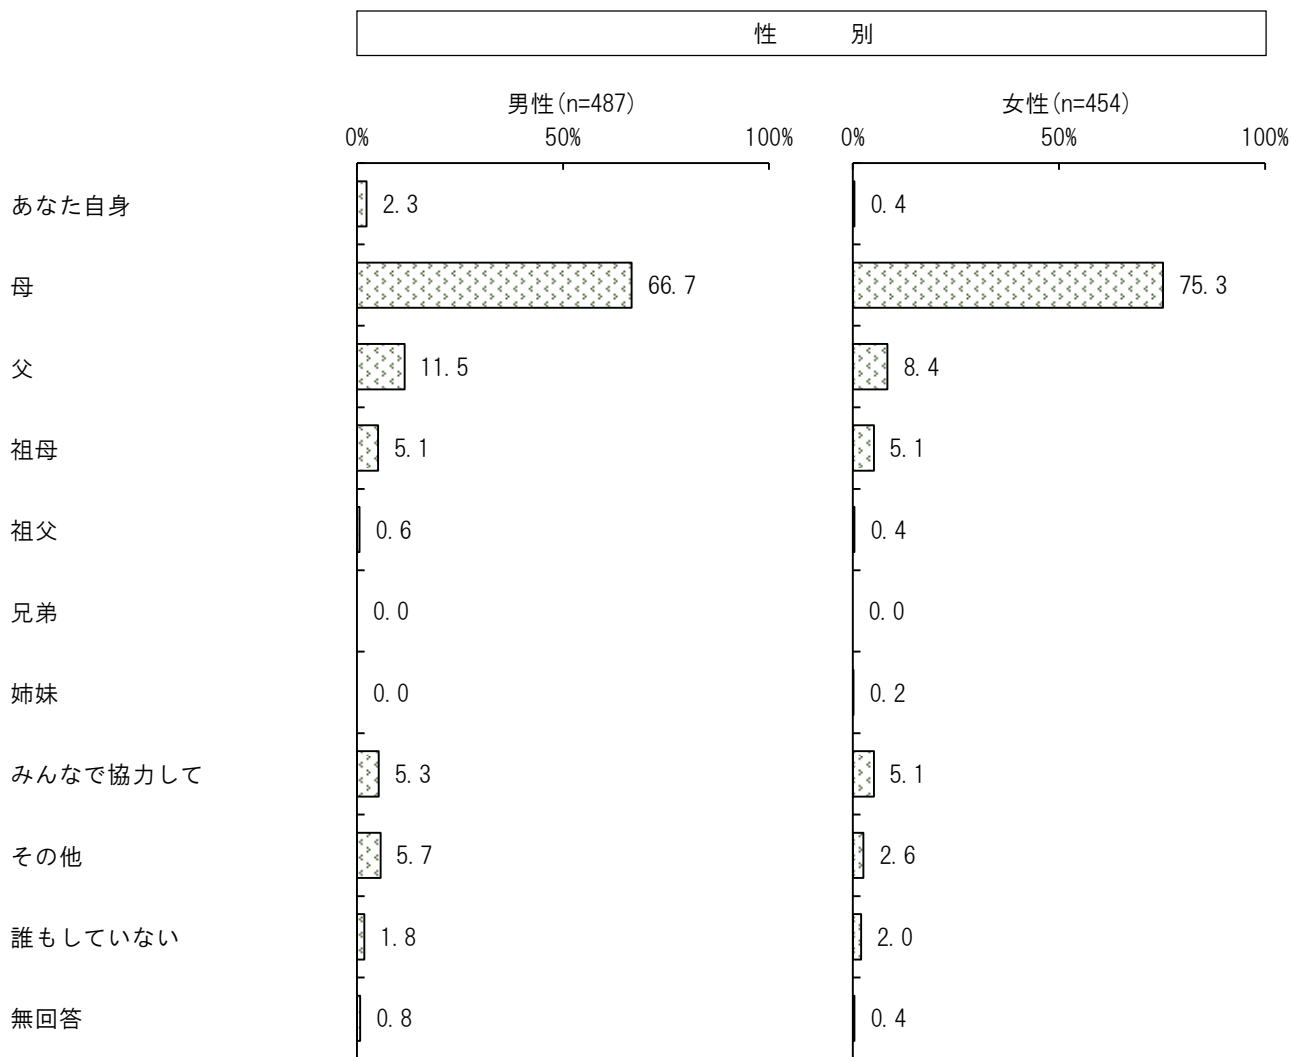 性　別
男性(n=487)　女性(n=454)
0%　50%　100%　0%　50%　100%
あなた自身　2.3　0.4
母　66.7　75.3
父　11.5　8.4
祖母　5.1　5.1
祖父　0.6　0.4
兄弟　0.0　0.0
姉妹　0.0　0.2
みんなで協力して　5.3　5.1
その他　5.7　2.6
誰もしていない　1.8　2.0
無回答　0.8　0.4